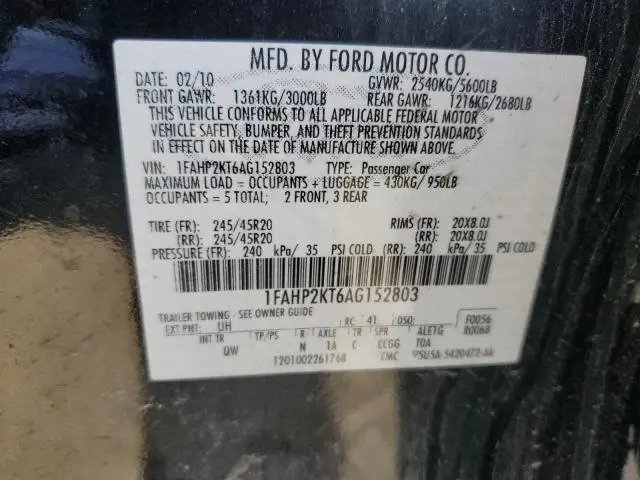 MFD. BY FORD MOTOR CO.
DATE: 02/10 GVWR: 2540KG/5600LB
FRONT GAWR: 1361KG/3000LB REAR GAWR: 1216KG/2680LB
THIS VEHICLE CONFORMS TO ALL APPLICABLE FEDERAL MOTOR
VEHICLE SAFETY, BUMPER, AND THEFT PREVENTION STANDARDS
IN EFFECT ON THE DATE OF MANUFACTURE SHOWN ABOVE.
VIN: 1FAHP2KT6AG152803 TYPE: Passenger Car
MAXIMUM LOAD = OCCUPANTS + LUGGAGE = 430KG/ 950LB
OCCUPANTS = 5 TOTAL; 2 FRONT, 3 REAR
TIRE (FR): 245/45R20 RIMS (FR): 20X8.0J
(RR): 245/45R20 (RR): 20X8.0J
PRESSURE (FR): 240 kPa/ 35 PSI COLD (RR): 240 kPa/ 35 PSI COLD
1FAHP2KT6AG152803
TRAILER TOWING - SEE OWNER GUIDE
EXT PNT: UH RC: 41 DSO: F0056
INT TR TP/PS R AXLE TR SPR ALE1G R0068
QW N 1A C CCGG TOA
1201002261768 CMC 5U5A-5420472-AA